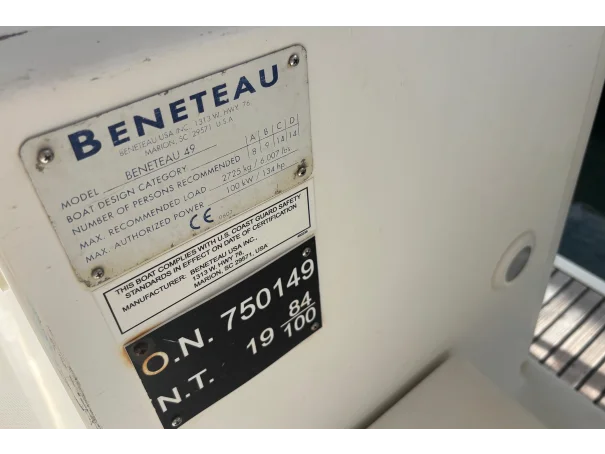 BENETEAU
BENETEAU USA INC. 1313 W. HWY 76,
MARION, SC. 29571, U.S.A.
MODEL BENETEAU 49
BOAT DESIGN CATEGORY A B C D
NUMBER OF PERSONS RECOMMENDED 8 9 14 14
MAX. RECOMMENDED LOAD 2725 kg / 6.007 lbs
MAX. AUTHORIZED POWER 100 kW / 134 hp
CE
THIS BOAT COMPLIES WITH U.S. COAST GUARD SAFETY
STANDARDS IN EFFECT ON DATE OF CERTIFICATION
MANUFACTURER: BENETEAU USA INC.,
1313 W. HWY 76,
MARION, SC 29571, USA
O.N. 750149
N.T. 19 84/100